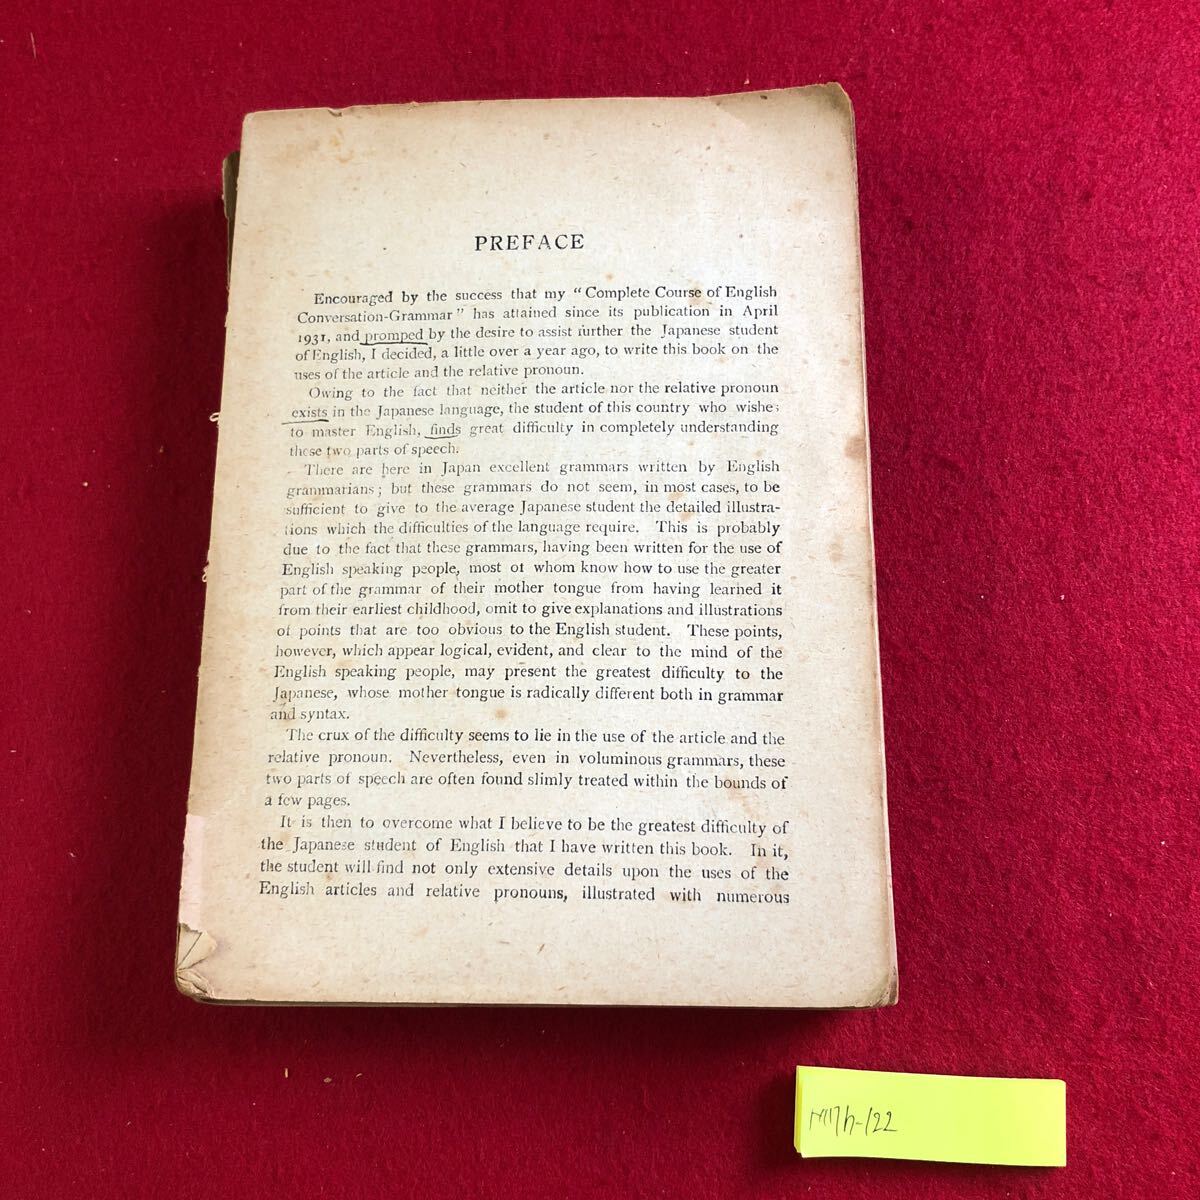 PREFACE
Encouraged by the success that my "Complete Course of English
Conversation-Grammar" has attained since its publication in April
1931, and promped by the desire to assist further the Japanese student
of English, I decided, a little over a year ago, to write this book on the
uses of the article and the relative pronoun.
Owing to the fact that neither the article nor the relative pronoun
exists in the Japanese language, the student of this country who wishes
to master English, finds great difficulty in completely understanding
these two parts of speech.
There are here in Japan excellent grammars written by English
grammarians; but these grammars do not seem, in most cases, to be
sufficient to give to the average Japanese student the detailed illustra-
tions which the difficulties of the language require. This is probably
due to the fact that these grammars, having been written for the use of
English speaking people, most of whom know how to use the greater
part of the grammar of their mother tongue from having learned it
from their earliest childhood, omit to give explanations and illustrations
of points that are too obvious to the English student. These points,
however, which appear logical, evident, and clear to the mind of the
English speaking people, may present the greatest difficulty to the
Japanese, whose mother tongue is radically different both in grammar
and syntax.
The crux of the difficulty seems to lie in the use of the article and the
relative pronoun. Nevertheless, even in voluminous grammars, these
two parts of speech are often found slimly treated within the bounds of
a few pages.
It is then to overcome what I believe to be the greatest difficulty of
the Japanese student of English that I have written this book. In it,
the student will find not only extensive details upon the uses of the
English articles and relative pronouns, illustrated with numerous